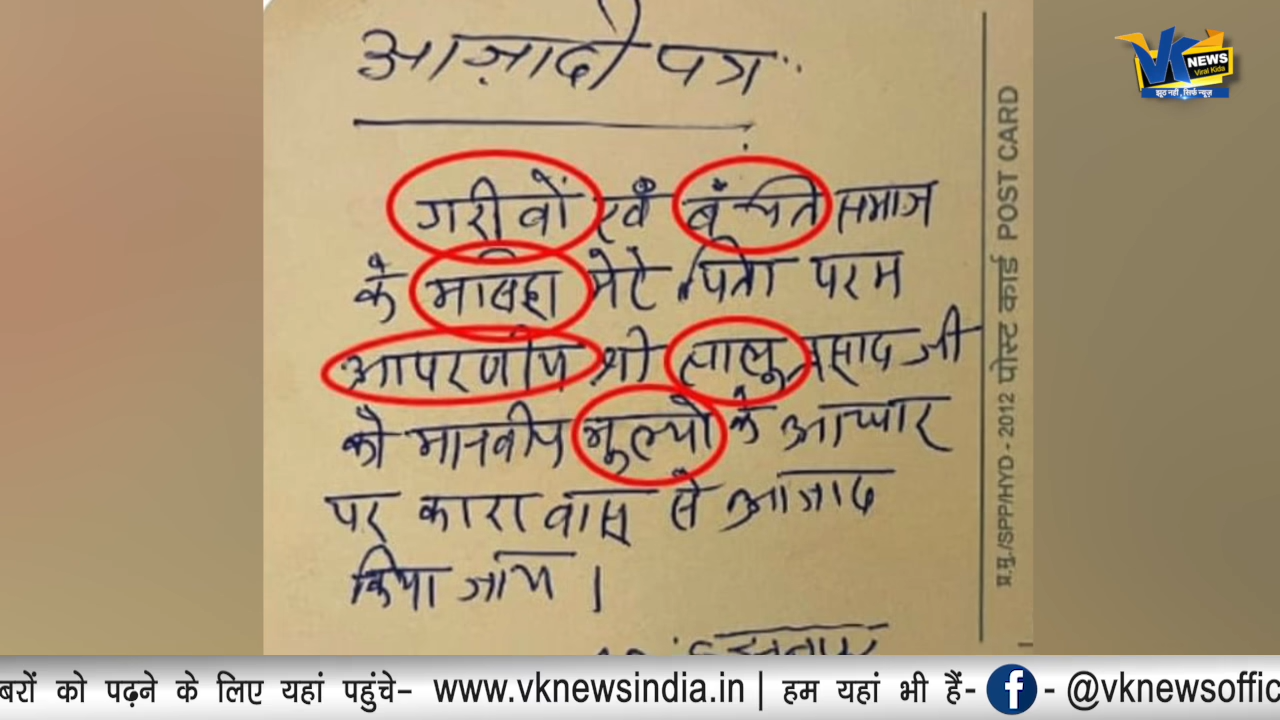 आज़ादी पत्र
गरीवों एवं बंचित समाज
के मासिहा मेरे पिता परम
आपरणीय श्री लालु प्रसाद जी
को मानवीय मुल्यों के आधार
पर कारावास से आजाद
किया जाय।
VK NEWS
Viral Kida
झूठ नहीं, सिर्फ न्यूज़
प्र.मु./SPP/HYD - 2012 पोस्ट कार्ड POST CARD
बरों को पढ़ने के लिए यहां पहुंचे- www.vknewsindia.in | हम यहां भी हैं- f - @vknewsoffic